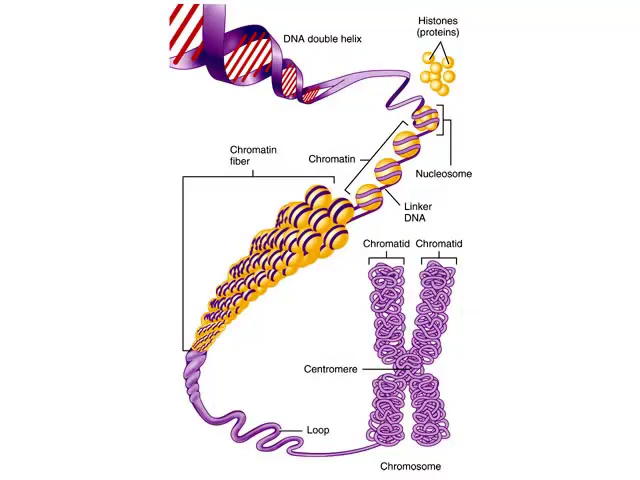 Histones
(proteins)
DNA double helix
Chromatin
fiber
Chromatin
Nucleosome
Linker
DNA
Chromatid
Chromatid
Centromere
Loop
Chromosome